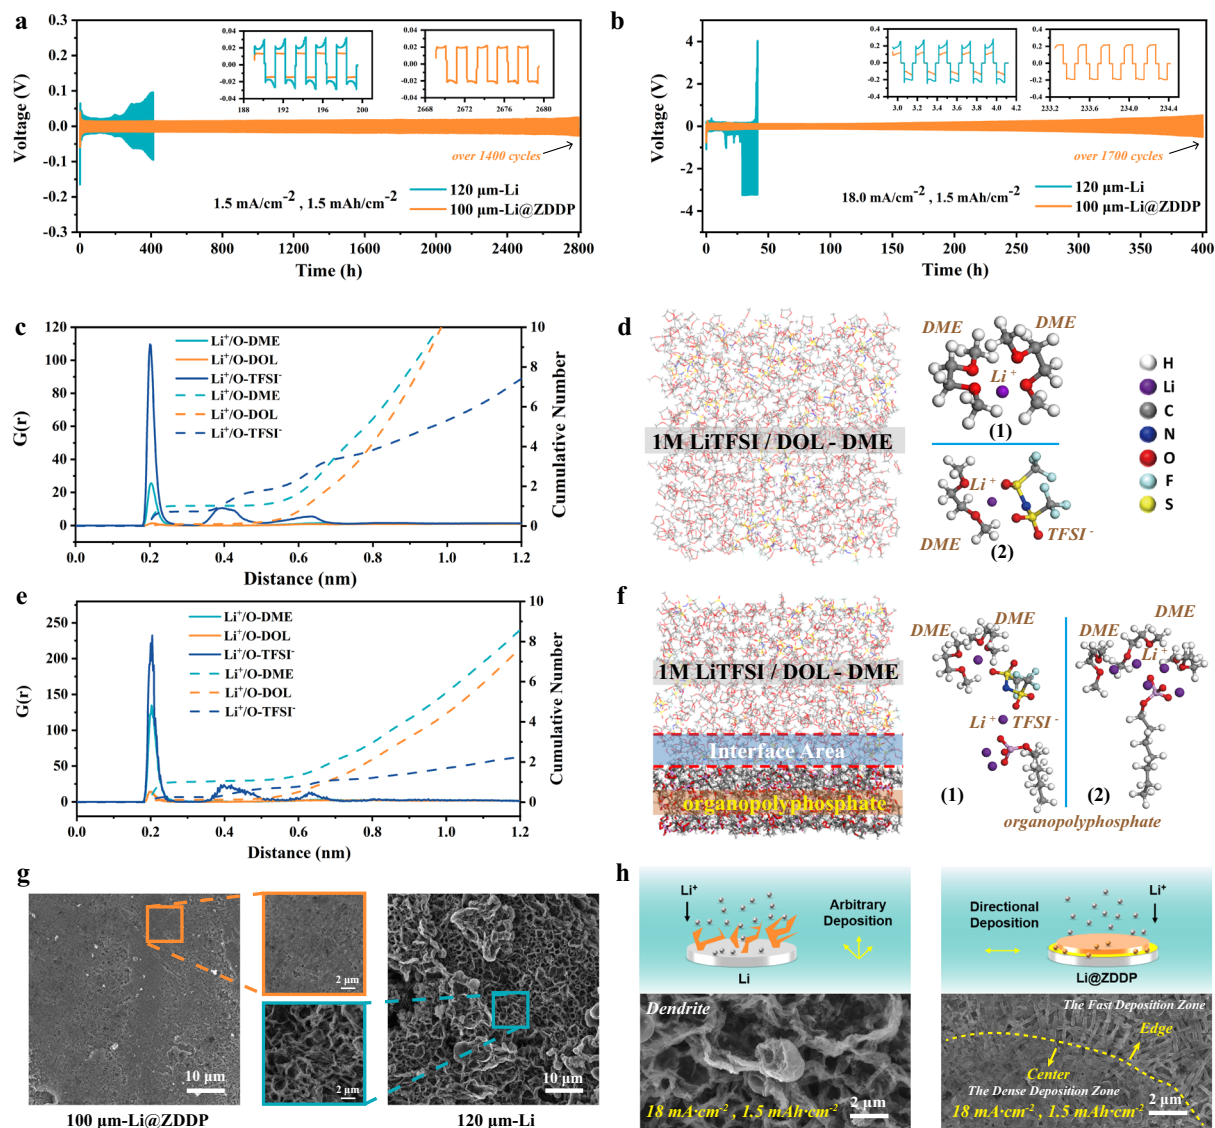 a
0.3
0.2
0.1
0.0
-0.1
-0.2
-0.3
Voltage (V)
0 400 800 1200 1600 2000 2400 2800
Time (h)
0.04
0.02
0.00
-0.02
-0.04
188 192 196 200
0.04
0.02
0.00
-0.02
-0.04
2668 2672 2676 2680
over 1400 cycles
1.5 mA/cm-2 , 1.5 mAh/cm-2
120 μm-Li
100 μm-Li@ZDDP
b
4
2
0
-2
-4
Voltage (V)
0 50 100 150 200 250 300 350 400
Time (h)
0.4
0.2
0.0
-0.2
-0.4
3.0 3.2 3.4 3.6 3.8 4.0 4.2
0.4
0.2
0.0
-0.2
-0.4
233.2 233.6 234.0 234.4
over 1700 cycles
18.0 mA/cm-2 , 1.5 mAh/cm-2
120 μm-Li
100 μm-Li@ZDDP
c
120
100
80
60
40
20
0
G(r)
Li+/O-DME
Li+/O-DOL
Li+/O-TFSI-
Li+/O-DME
Li+/O-DOL
Li+/O-TFSI-
10
8
6
4
2
0
Cumulative Number
0.0 0.2 0.4 0.6 0.8 1.0 1.2
Distance (nm)
d
1M LiTFSI / DOL - DME
DME
DME
Li +
(1)
Li +
DME
TFSI -
(2)
H
Li
C
N
O
F
S
e
250
200
150
100
50
0
G(r)
Li+/O-DME
Li+/O-DOL
Li+/O-TFSI-
Li+/O-DME
Li+/O-DOL
Li+/O-TFSI-
10
8
6
4
2
0
Cumulative Number
0.0 0.2 0.4 0.6 0.8 1.0 1.2
Distance (nm)
f
1M LiTFSI / DOL - DME
Interface Area
organopolyphosphate
DME
DME
Li +
TFSI -
(1)
DME
DME
Li +
(2)
organopolyphosphate
g
10 μm
2 μm
2 μm
10 μm
100 μm-Li@ZDDP
120 μm-Li
h
Li+
Arbitrary
Deposition
Li
Directional
Deposition
Li+
Li@ZDDP
Dendrite
18 mA·cm-2 , 1.5 mAh·cm-2
2 μm
The Fast Deposition Zone
Edge
Center
The Dense Deposition Zone
18 mA·cm-2 , 1.5 mAh·cm-2
2 μm